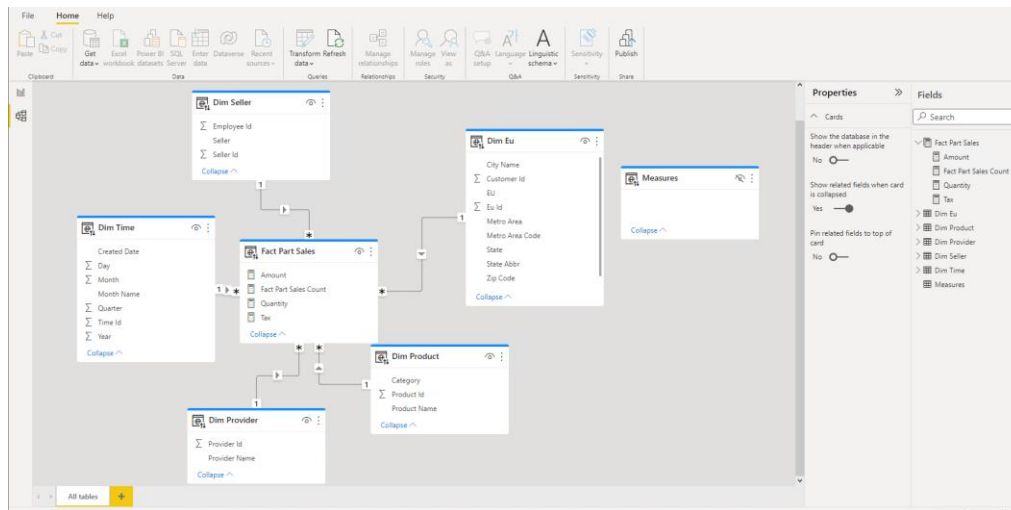 File Home Help
Paste
Cut
Copy
Clipboard
Get data
Excel workbook
Power BI datasets
SQL Server
Enter data
Dataverse
Recent sources
Data
Transform data
Refresh
Queries
Manage relationships
Relationships
Manage roles
View as
Security
Q&A setup
Language
Linguistic schema
Q&A
Sensitivity
Sensitivity
Publish
Share
Dim Seller
Employee Id
Seller
Seller Id
Collapse
1
*
Dim Time
Created Date
Day
Month
Month Name
Quarter
Time Id
Year
Collapse
1
*
Fact Part Sales
Amount
Fact Part Sales Count
Quantity
Tax
Collapse
*
*
*
Dim Eu
City Name
Customer Id
EU
Eu Id
Metro Area
Metro Area Code
State
State Abbr
Zip Code
Collapse
1
Measures
Collapse
Dim Product
Category
Product Id
Product Name
Collapse
1
Dim Provider
Provider Id
Provider Name
Collapse
1
All tables
+
Properties
Cards
Show the database in the
header when applicable
No
Show related fields when card
is collapsed
Yes
Pin related fields to top of
card
No
Fields
Search
Fact Part Sales
Amount
Fact Part Sales Count
Quantity
Tax
Dim Eu
Dim Product
Dim Provider
Dim Seller
Dim Time
Measures